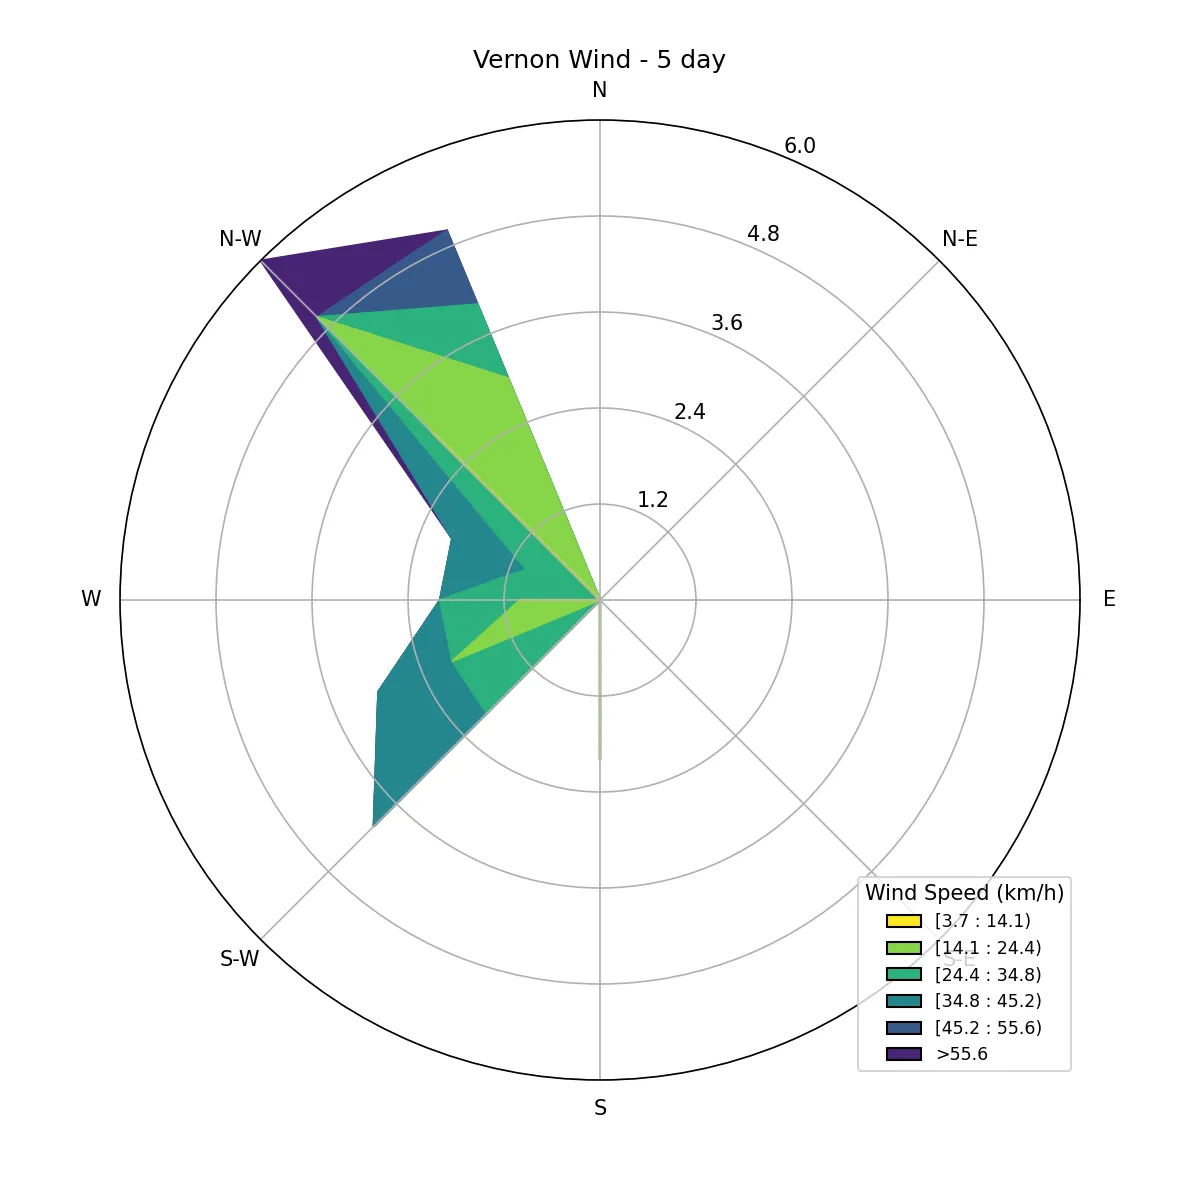 Vernon Wind - 5 day
N
6.0
N-W
N-E
4.8
3.6
2.4
1.2
W
E
Wind Speed (km/h)
[3.7 : 14.1)
[14.1 : 24.4)
S-W
S-E
[24.4 : 34.8)
[34.8 : 45.2)
[45.2 : 55.6)
>55.6
S